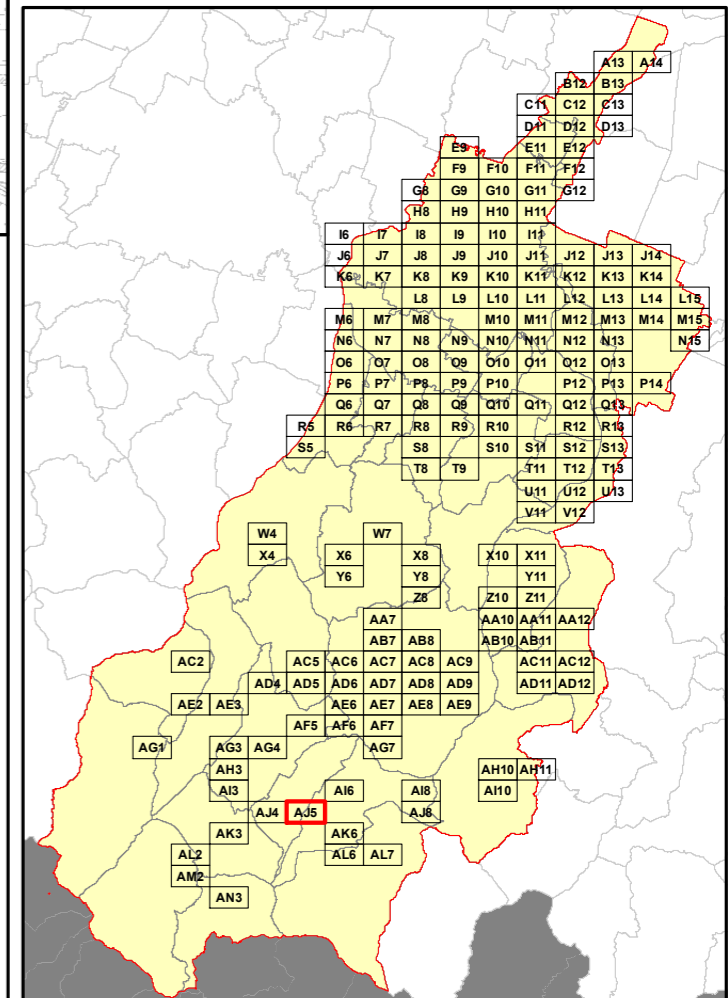 A13 A14
B12 B13
C11 C12 C13
D11 D12 D13
E9 E11 E12
F9 F10 F11 F12
G8 G9 G10 G11 G12
H8 H9 H10 H11
I6 I7 I8 I9 I10 I11
J6 J7 J8 J9 J10 J11 J12 J13 J14
K6 K7 K8 K9 K10 K11 K12 K13 K14
L8 L9 L10 L11 L12 L13 L14 L15
M6 M7 M8 M10 M11 M12 M13 M14 M15
N6 N7 N8 N9 N10 N11 N12 N13 N15
O6 O7 O8 O9 O10 O11 O12 O13
P6 P7 P8 P9 P10 P12 P13 P14
Q6 Q7 Q8 Q9 Q10 Q11 Q12 Q13
R5 R6 R7 R8 R9 R10 R12 R13
S5 S8 S10 S11 S12 S13
T8 T9 T11 T12 T13
U11 U12 U13
V11 V12
W4 W7
X4 X6 X8 X10 X11
Y6 Y8 Y11
Z8 Z10 Z11
AA7 AA10 AA11 AA12
AB7 AB8 AB10 AB11
AC2 AC5 AC6 AC7 AC8 AC9 AC11 AC12
AD4 AD5 AD6 AD7 AD8 AD9 AD11 AD12
AE2 AE3 AE6 AE7 AE8 AE9
AF5 AF6 AF7
AG1 AG3 AG4 AG7
AH3 AH10 AH11
AI3 AI6 AI8 AI10
AJ4 AJ5 AJ8
AK3 AK6
AL2 AL6 AL7
AM2
AN3